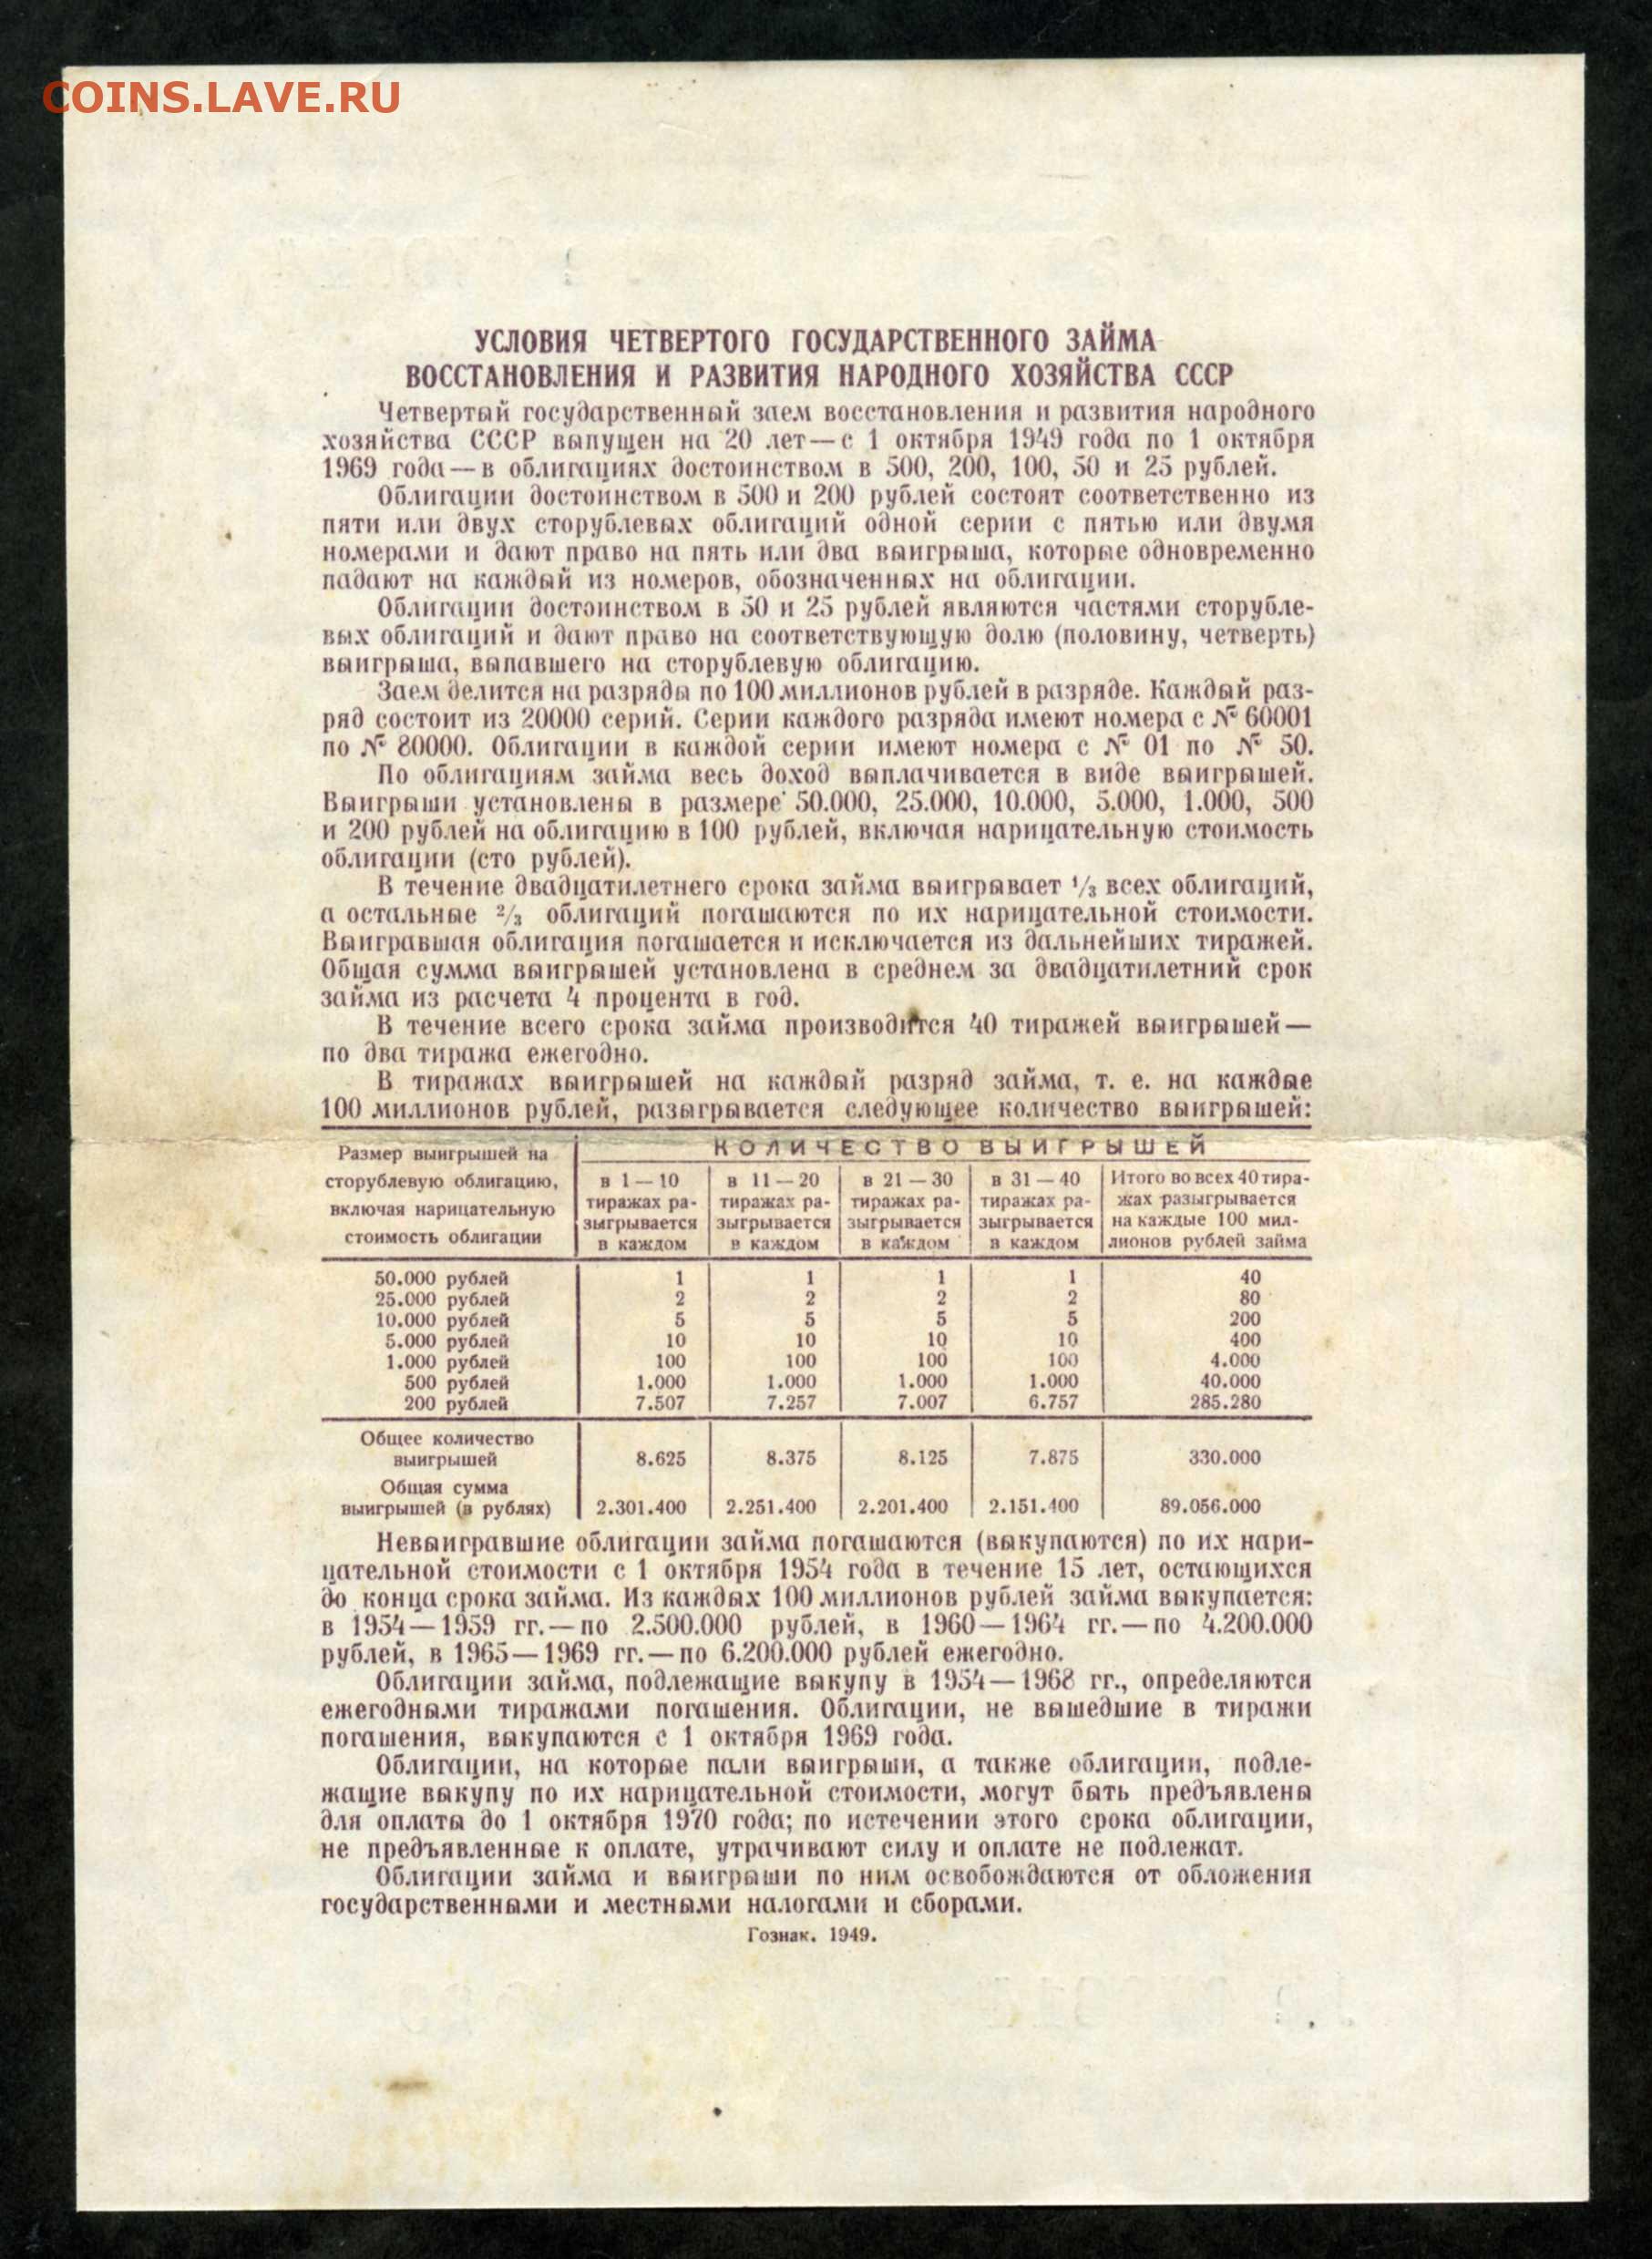 COINS.LAVE.RU
УСЛОВИЯ ЧЕТВЕРТОГО ГОСУДАРСТВЕННОГО ЗАЙМА
ВОССТАНОВЛЕНИЯ И РАЗВИТИЯ НАРОДНОГО ХОЗЯЙСТВА СССР
Четвертый государственный заем восстановления и развития народного
хозяйства СССР выпущен на 20 лет—с 1 октября 1949 года по 1 октября
1969 года—в облигациях достоинством в 500, 200, 100, 50 и 25 рублей.
Облигации достоинством в 500 и 200 рублей состоят соответственно из
пяти или двух сторублевых облигаций одной серии с пятью или двумя
номерами и дают право на пять или два выигрыша, которые одновременно
падают на каждый из номеров, обозначенных на облигации.
Облигации достоинством в 50 и 25 рублей являются частями сторубле-
вых облигаций и дают право на соответствующую долю (половину, четверть)
выигрыша, выпавшего на сторублевую облигацию.
Заем делится на разряды по 100 миллионов рублей в разряде. Каждый раз-
ряд состоит из 20000 серий. Серии каждого разряда имеют номера с № 60001
по № 80000. Облигации в каждой серии имеют номера с № 01 по № 50.
По облигациям займа весь доход выплачивается в виде выигрышей.
Выигрыши установлены в размере 50.000, 25.000, 10.000, 5.000, 1.000, 500
и 200 рублей на облигацию в 100 рублей, включая нарицательную стоимость
облигации (сто рублей).
В течение двадцатилетнего срока займа выигрывает 1/3 всех облигаций,
а остальные 2/3 облигаций погашаются по их нарицательной стоимости.
Выигравшая облигация погашается и исключается из дальнейших тиражей.
Общая сумма выигрышей установлена в среднем за двадцатилетний срок
займа из расчета 4 процента в год.
В течение всего срока займа производится 40 тиражей выигрышей—
по два тиража ежегодно.
В тиражах выигрышей на каждый разряд займа, т. е. на каждые
100 миллионов рублей, разыгрывается следующее количество выигрышей:
Размер выигрышей на
сторублевую облигацию,
включая нарицательную
стоимость облигации
КОЛИЧЕСТВО ВЫИГРЫШЕЙ
в 1—10
тиражах ра-
зыгрывается
в каждом
в 11—20
тиражах ра-
зыгрывается
в каждом
в 21—30
тиражах ра-
зыгрывается
в каждом
в 31—40
тиражах ра-
зыгрывается
в каждом
Итого во всех 40 тира-
жах разыгрывается
на каждые 100 мил-
лионов рублей займа
50.000 рублей 1 1 1 1 40
25.000 рублей 2 2 2 2 80
10.000 рублей 5 5 5 5 200
5.000 рублей 10 10 10 10 400
1.000 рублей 100 100 100 100 4.000
500 рублей 1.000 1.000 1.000 1.000 40.000
200 рублей 7.507 7.257 7.007 6.757 285.280
Общее количество
выигрышей 8.625 8.375 8.125 7.875 330.000
Общая сумма
выигрышей (в рублях) 2.301.400 2.251.400 2.201.400 2.151.400 89.056.000
Невыигравшие облигации займа погашаются (выкупаются) по их нари-
цательной стоимости с 1 октября 1954 года в течение 15 лет, остающихся
до конца срока займа. Из каждых 100 миллионов рублей займа выкупается:
в 1954—1959 гг.—по 2.500.000 рублей, в 1960—1964 гг.—по 4.200.000
рублей, в 1965—1969 гг.—по 6.200.000 рублей ежегодно.
Облигации займа, подлежащие выкупу в 1954—1968 гг., определяются
ежегодными тиражами погашения. Облигации, не вышедшие в тиражи
погашения, выкупаются с 1 октября 1969 года.
Облигации, на которые пали выигрыши, а также облигации, подле-
жащие выкупу по их нарицательной стоимости, могут быть предъявлены
для оплаты до 1 октября 1970 года; по истечении этого срока облигации,
не предъявленные к оплате, утрачивают силу и оплате не подлежат.
Облигации займа и выигрыши по ним освобождаются от обложения
государственными и местными налогами и сборами.
Гознак. 1949.